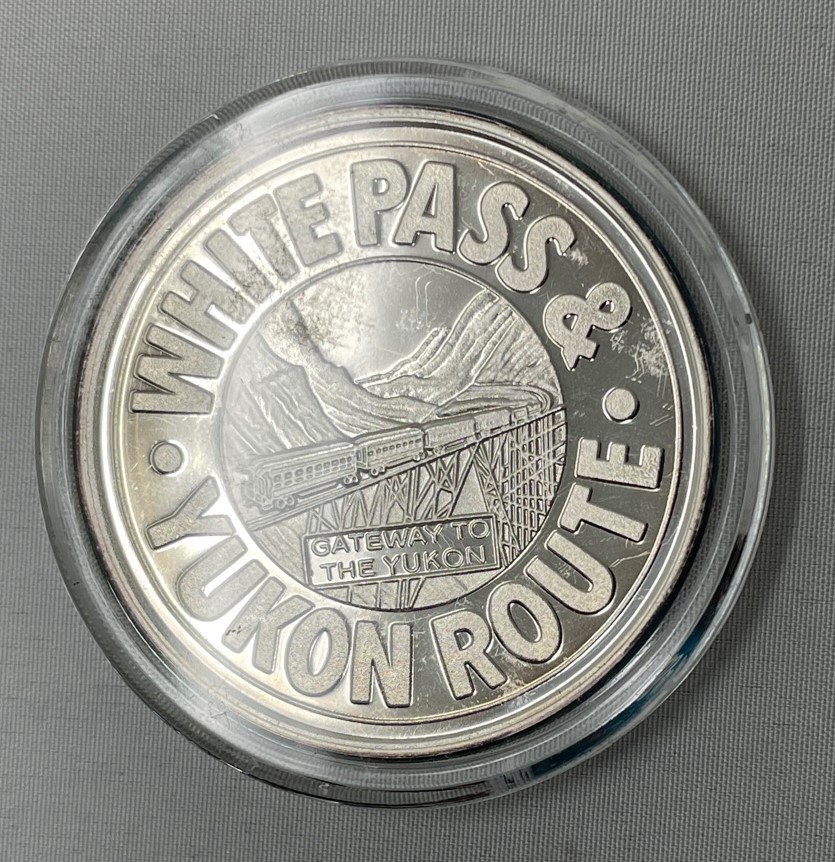 WHITE PASS &
YUKON ROUTE
GATEWAY TO
THE YUKON